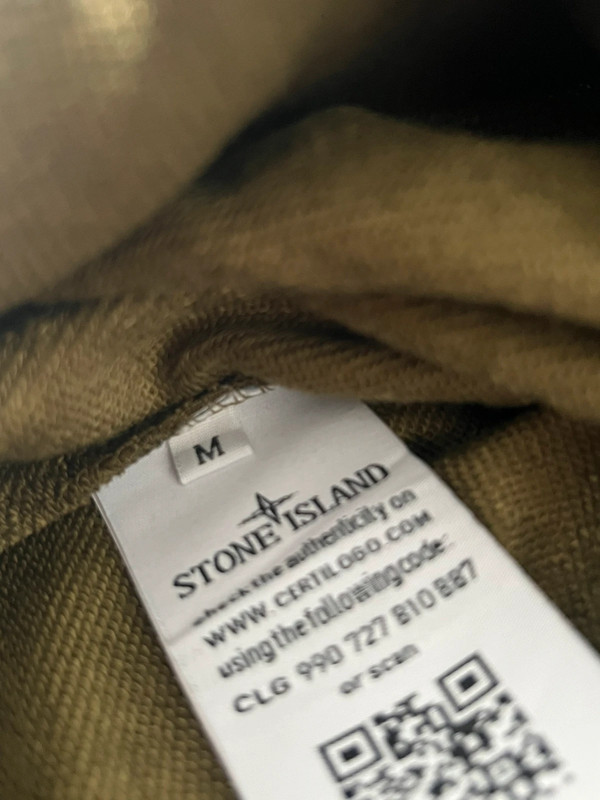 M
STONE ISLAND
check the authenticity on
WWW.CERTILOGO.COM
using the following code:
CLG 990 727 810 887
or scan